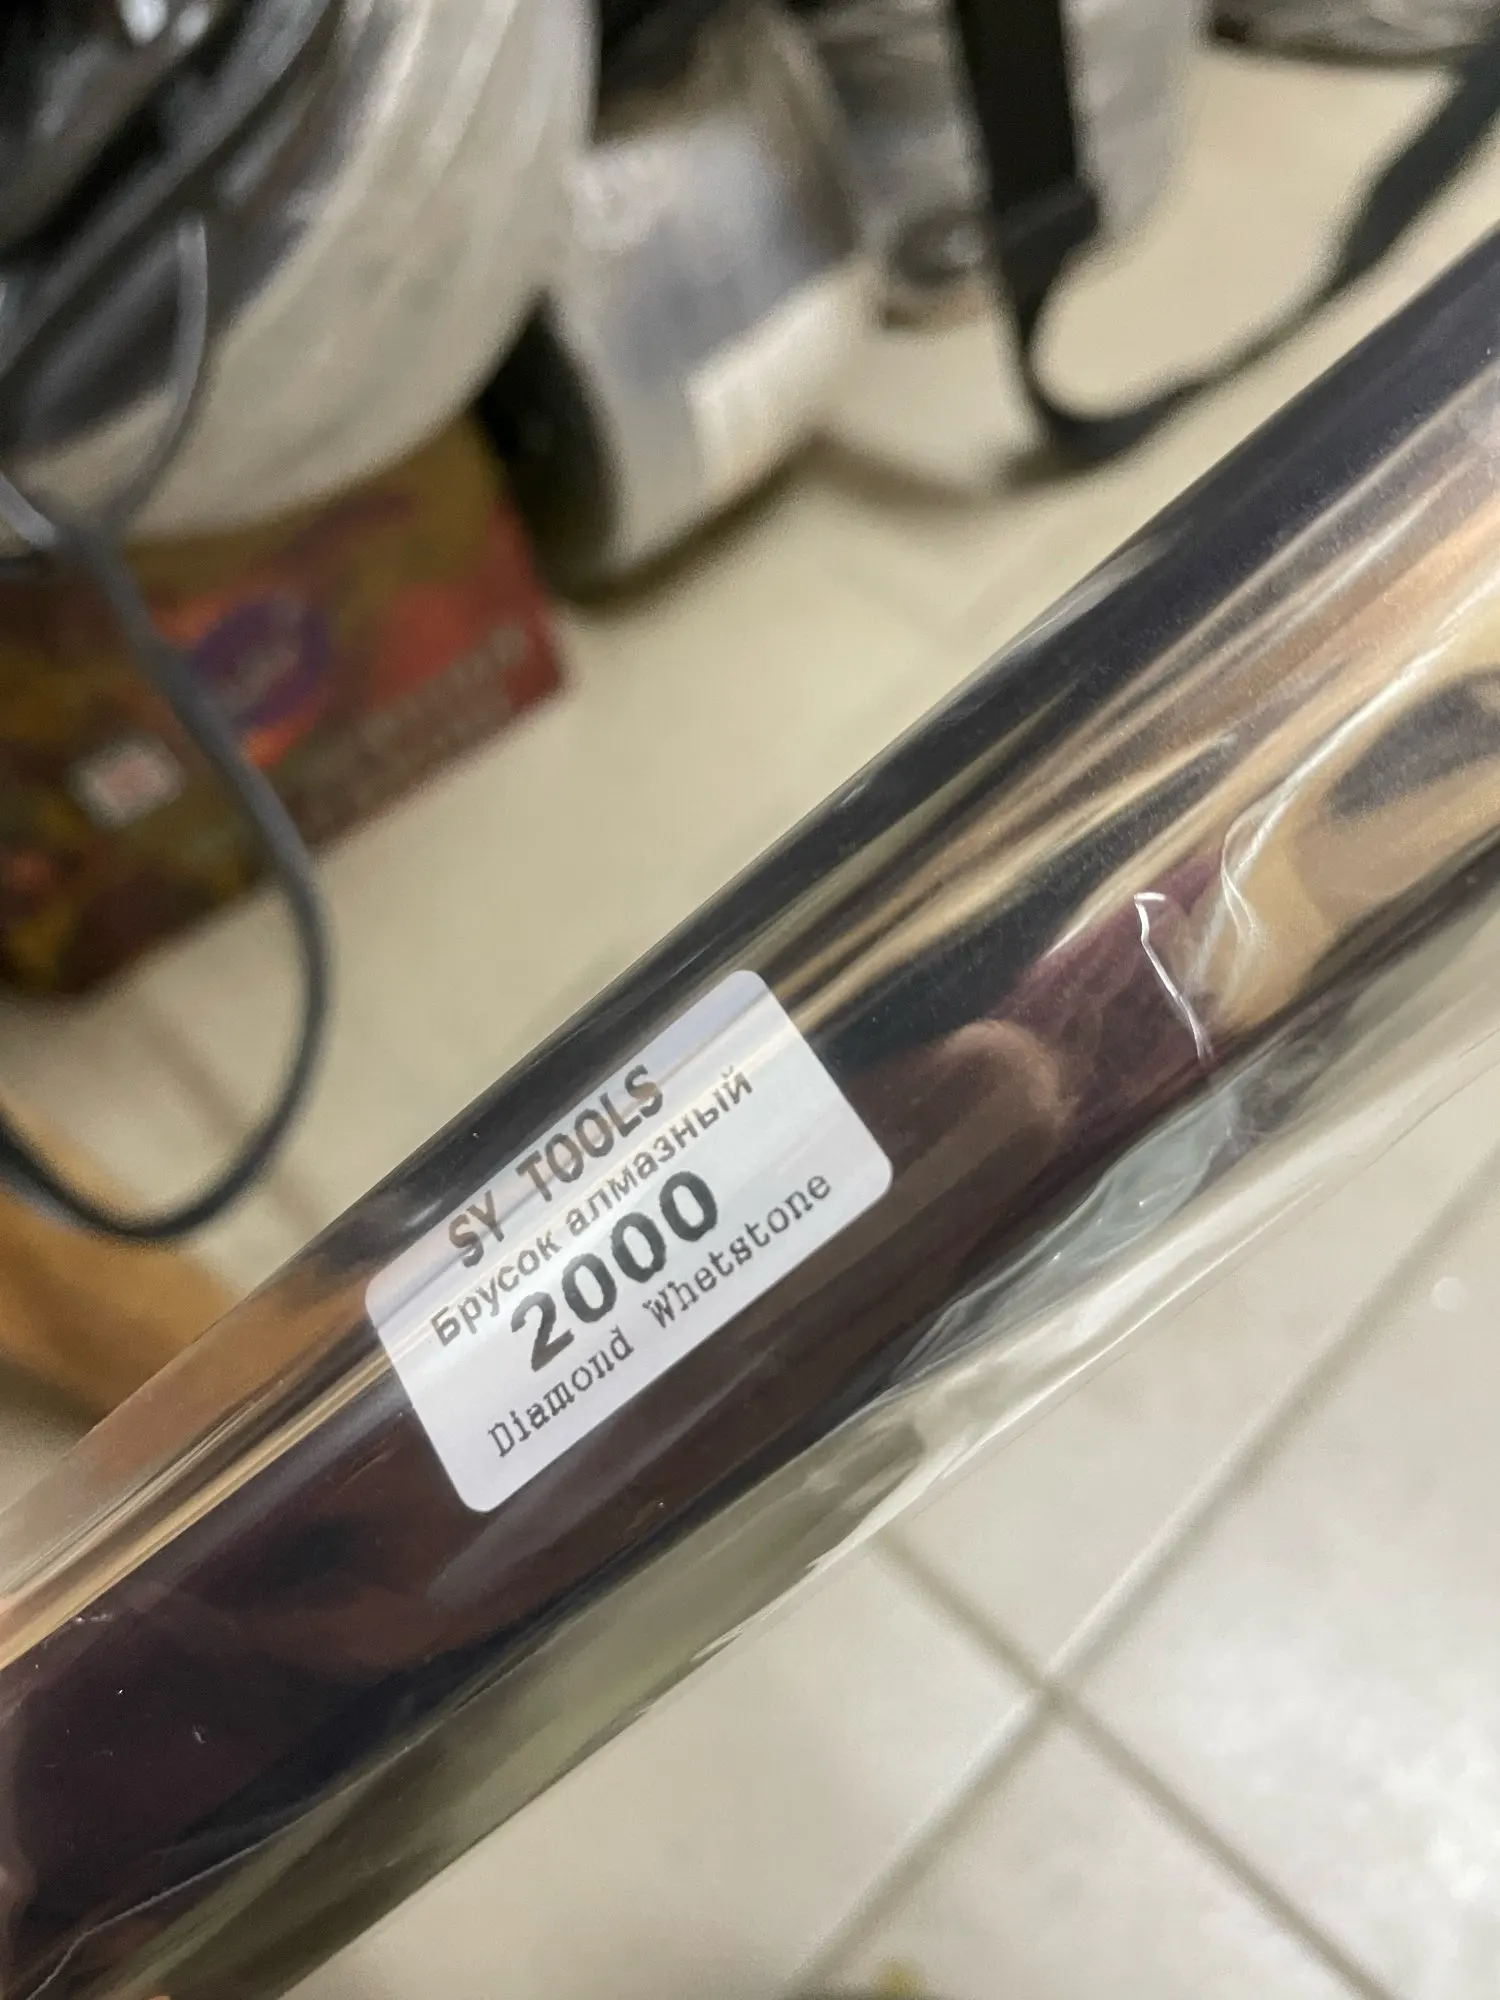 SY TOOLS
Брусок алмазный
2000
Diamond Whetstone